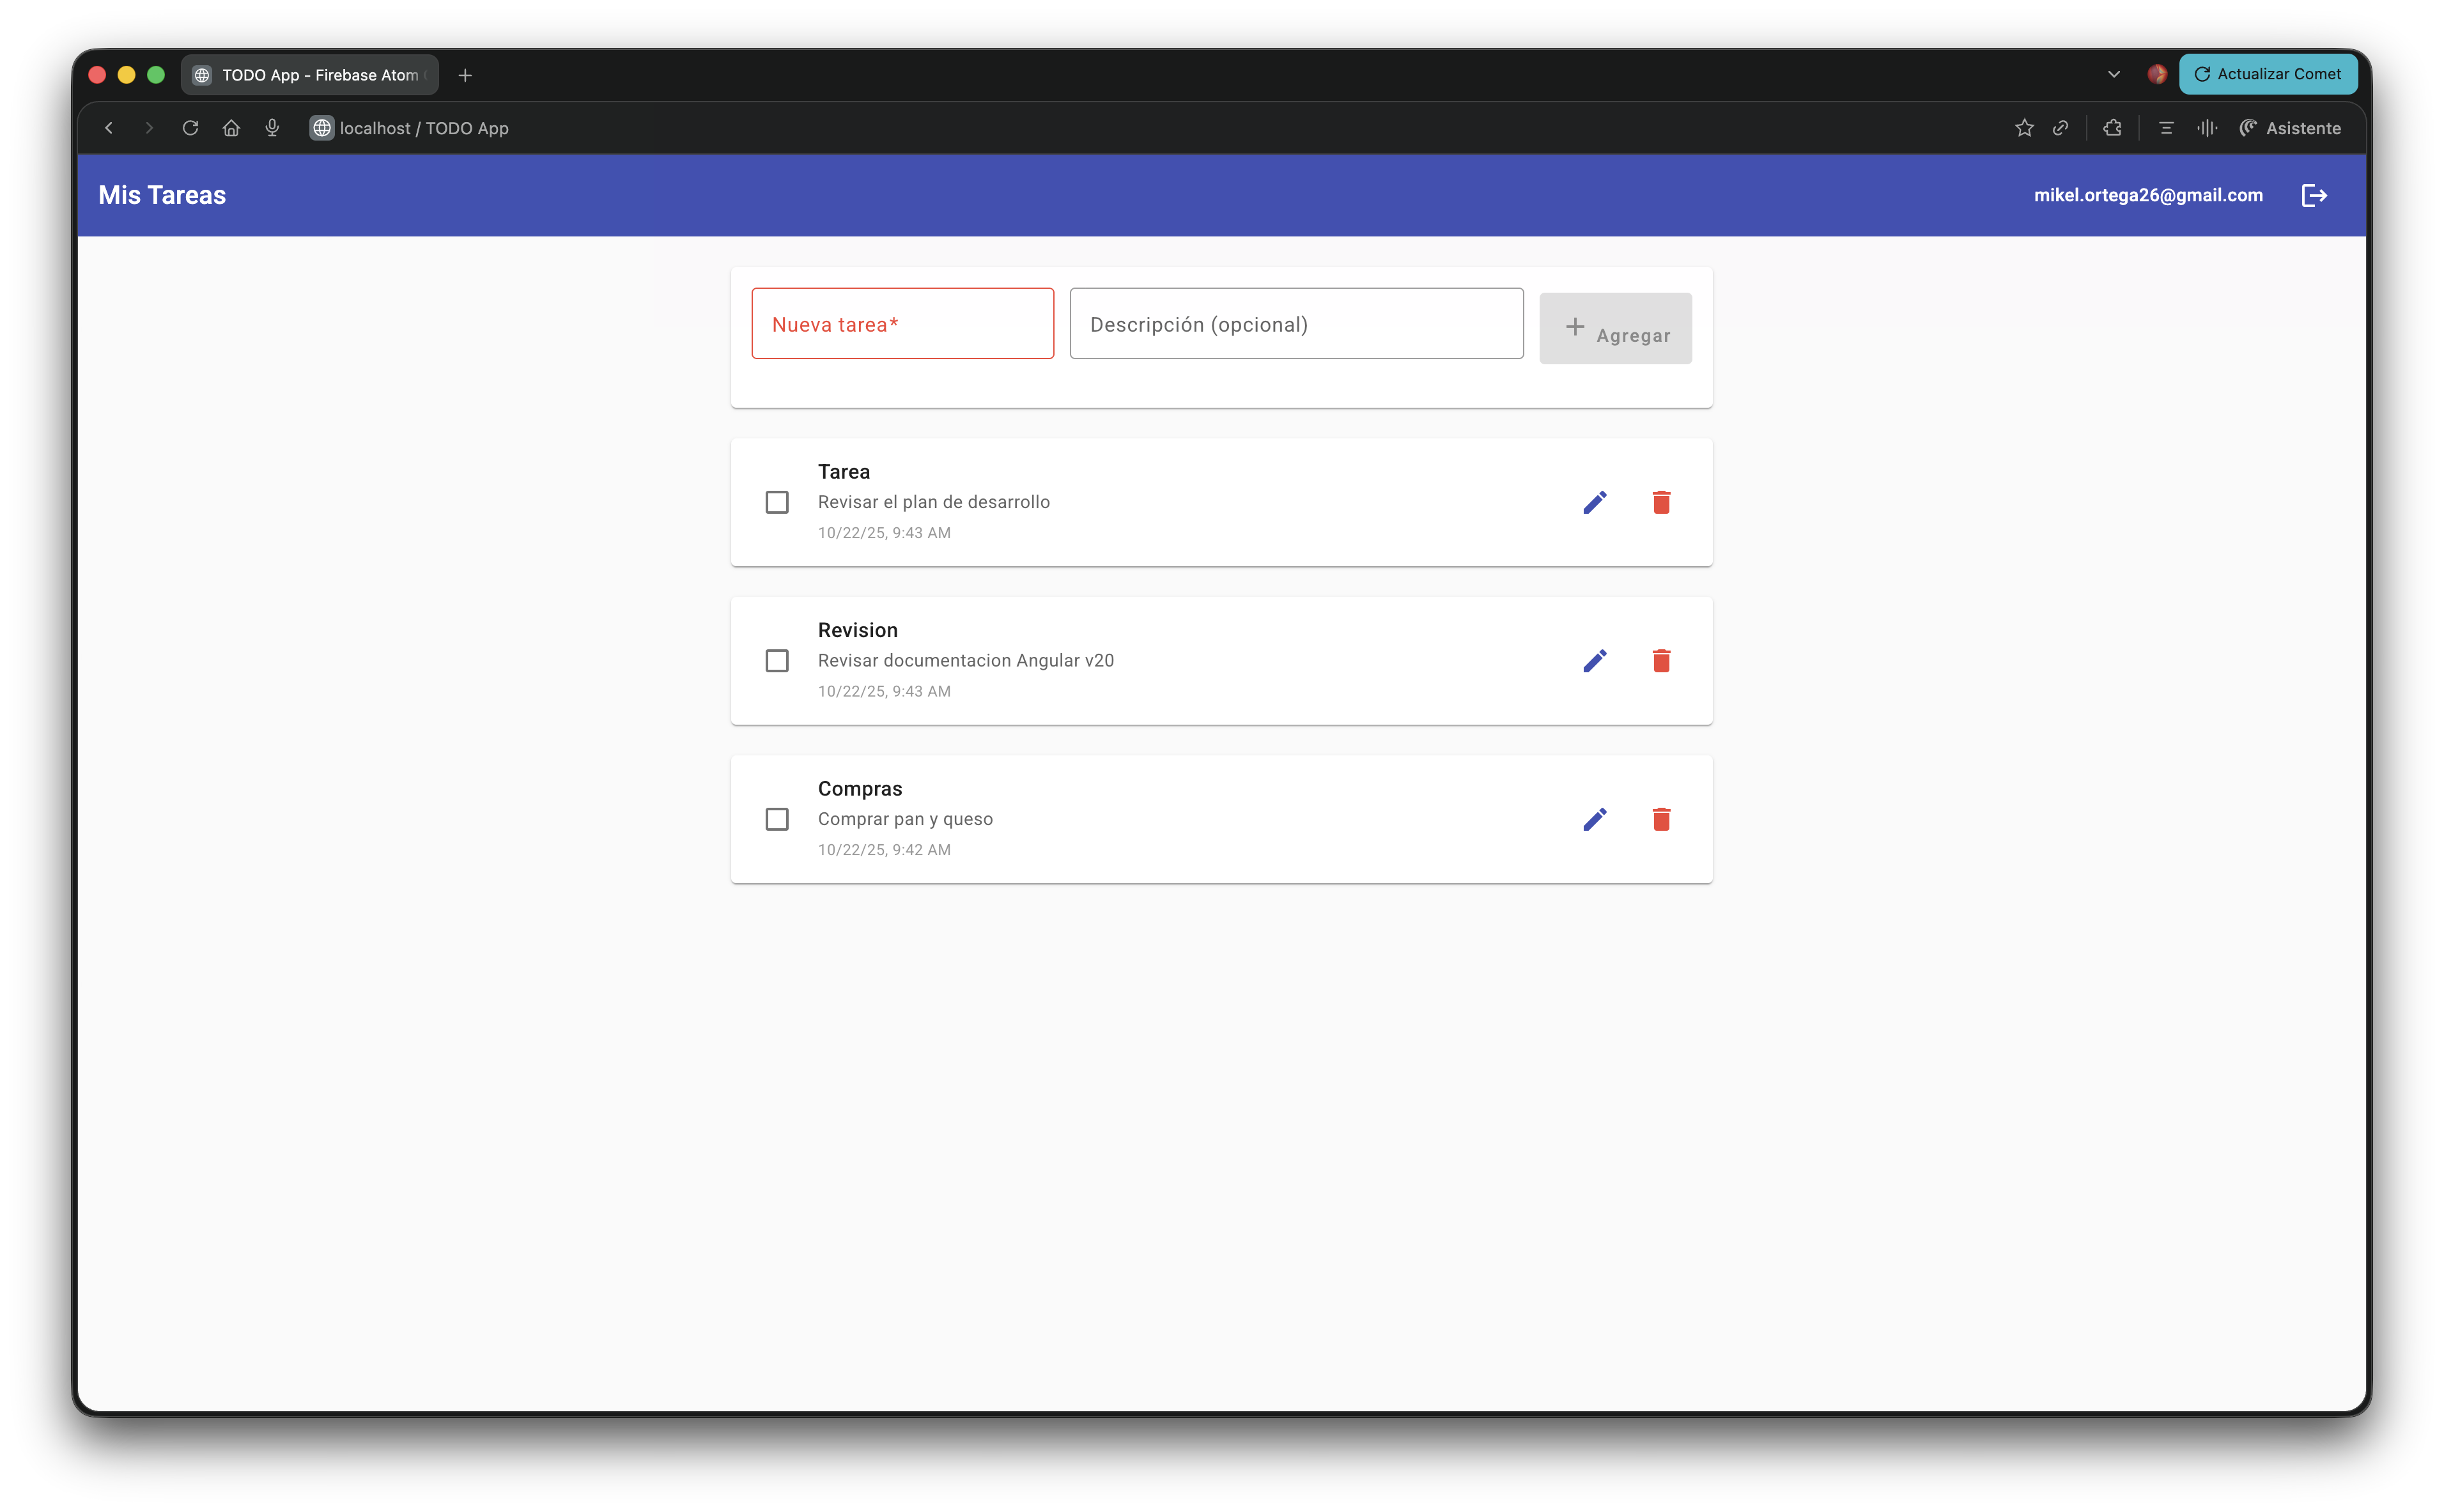 TODO App - Firebase Atom
Actualizar Comet
localhost / TODO App
Asistente
Mis Tareas
mikel.ortega26@gmail.com
Nueva tarea*
Descripción (opcional)
Agregar
Tarea
Revisar el plan de desarrollo
10/22/25, 9:43 AM
Revision
Revisar documentacion Angular v20
10/22/25, 9:43 AM
Compras
Comprar pan y queso
10/22/25, 9:42 AM